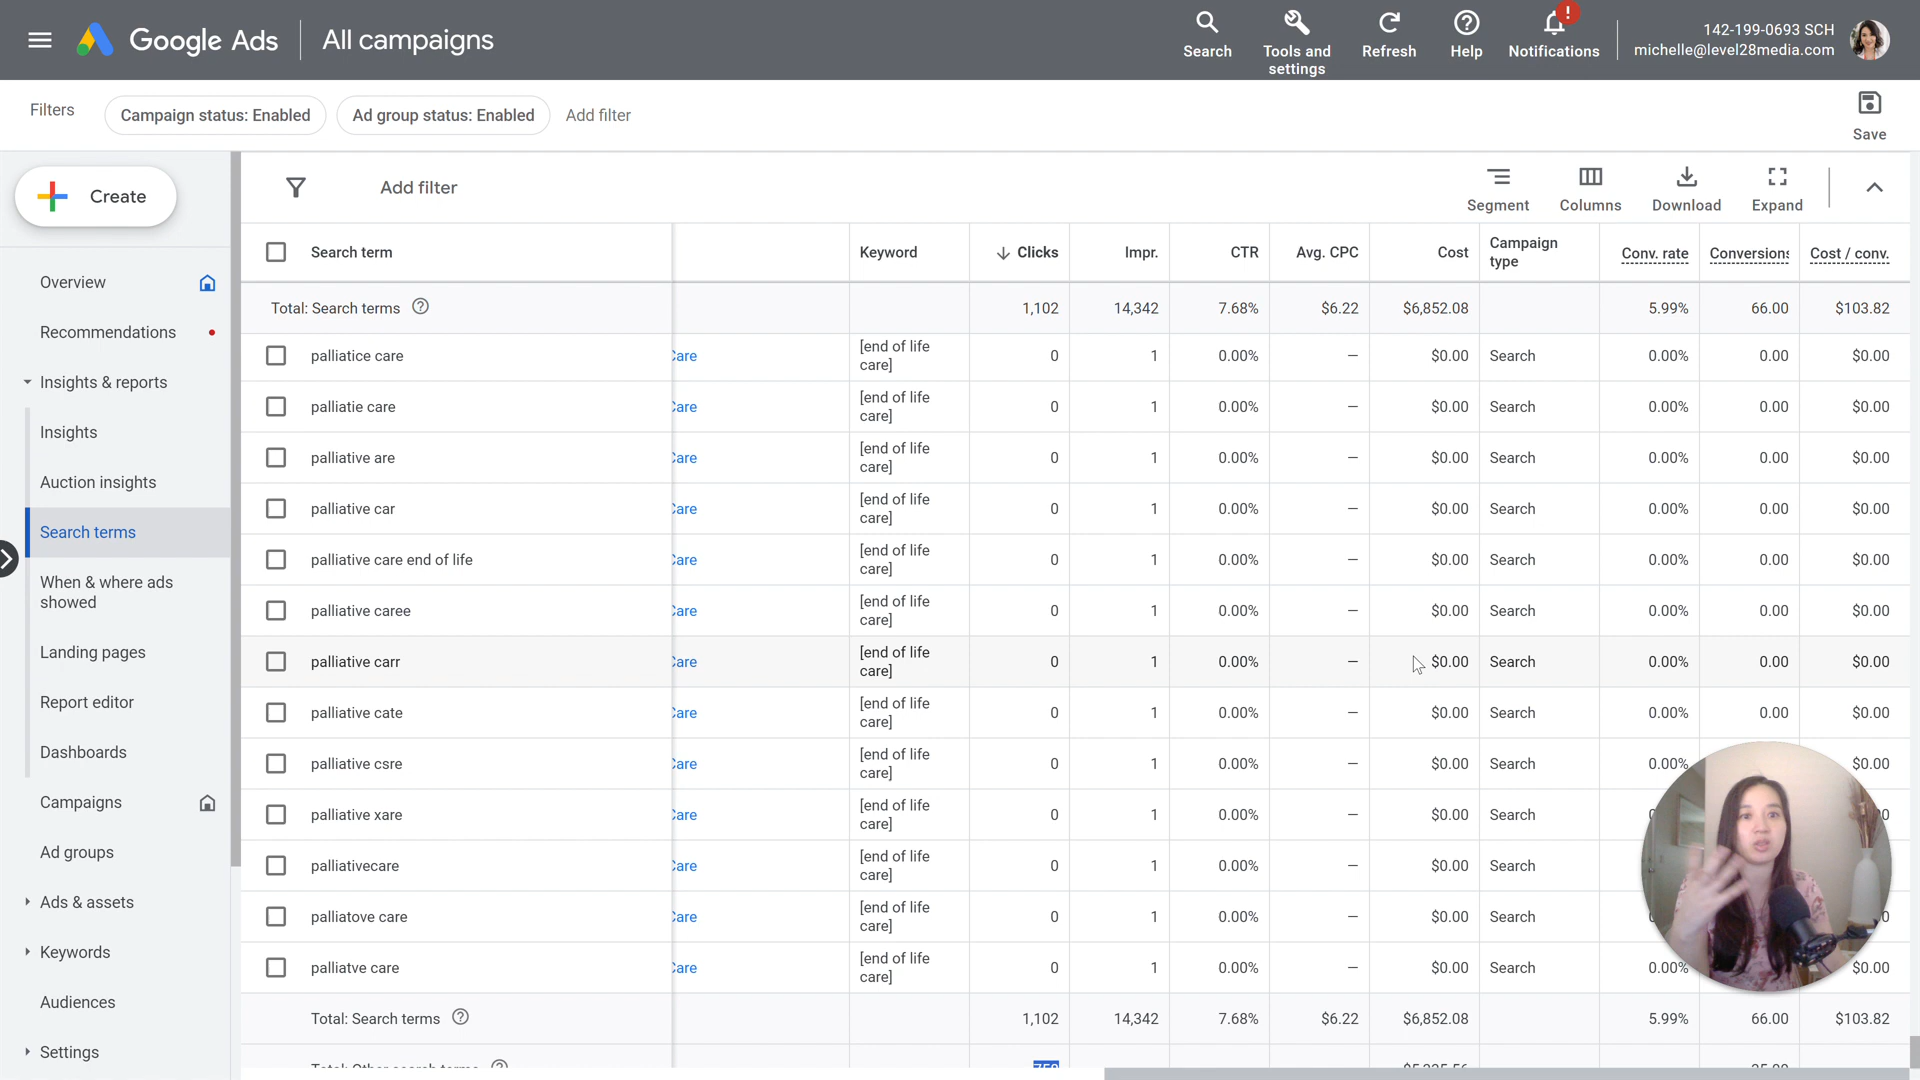 Google Ads
All campaigns
Search
Tools and settings
Refresh
Help
!
Notifications
142-199-0693 SCH
michelle@level28media.com
Filters
Campaign status: Enabled
Ad group status: Enabled
Add filter
Save
Create
Overview
Recommendations
Insights & reports
Insights
Auction insights
Search terms
When & where ads showed
Landing pages
Report editor
Dashboards
Campaigns
Ad groups
Ads & assets
Keywords
Audiences
Settings
Add filter
Segment
Columns
Download
Expand
Search term Keyword Clicks Impr. CTR Avg. CPC Cost Campaign type Conv. rate Conversions Cost / conv.
Total: Search terms 1,102 14,342 7.68% $6.22 $6,852.08 5.99% 66.00 $103.82
palliatice care Care [end of life care] 0 1 0.00% — $0.00 Search 0.00% 0.00 $0.00
palliatie care Care [end of life care] 0 1 0.00% — $0.00 Search 0.00% 0.00 $0.00
palliative are Care [end of life care] 0 1 0.00% — $0.00 Search 0.00% 0.00 $0.00
palliative car Care [end of life care] 0 1 0.00% — $0.00 Search 0.00% 0.00 $0.00
palliative care end of life Care [end of life care] 0 1 0.00% — $0.00 Search 0.00% 0.00 $0.00
palliative caree Care [end of life care] 0 1 0.00% — $0.00 Search 0.00% 0.00 $0.00
palliative carr Care [end of life care] 0 1 0.00% — $0.00 Search 0.00% 0.00 $0.00
palliative cate Care [end of life care] 0 1 0.00% — $0.00 Search 0.00% 0.00 $0.00
palliative csre Care [end of life care] 0 1 0.00% — $0.00 Search 0.00% $0.00
palliative xare Care [end of life care] 0 1 0.00% — $0.00 Search
palliativecare Care [end of life care] 0 1 0.00% — $0.00 Search
palliatove care Care [end of life care] 0 1 0.00% — $0.00 Search
palliatve care Care [end of life care] 0 1 0.00% — $0.00 Search 0.00% $0.00
Total: Search terms 1,102 14,342 7.68% $6.22 $6,852.08 5.99% 66.00 $103.82
Total: Other search terms